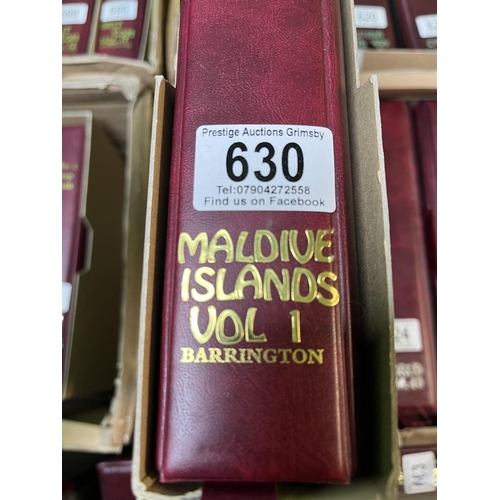 Prestige Auctions Grimsby
630
Tel:07904272558
Find us on Facebook
MALDIVE
ISLANDS
VOL 1
BARRINGTON